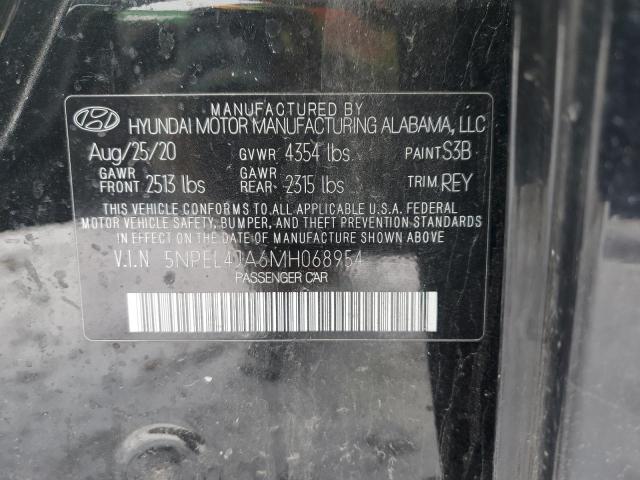 MANUFACTURED BY
HYUNDAI MOTOR MANUFACTURING ALABAMA, LLC
Aug/25/20 GVWR 4354 lbs PAINT S3B
GAWR FRONT 2513 lbs GAWR REAR 2315 lbs TRIM REY
THIS VEHICLE CONFORMS TO ALL APPLICABLE U.S.A. FEDERAL
MOTOR VEHICLE SAFETY, BUMPER, AND THEFT PREVENTION
STANDARDS IN EFFECT ON THE DATE OF MANUFACTURE SHOWN ABOVE
V.I.N 5NPEL4JA6MH068954
PASSENGER CAR